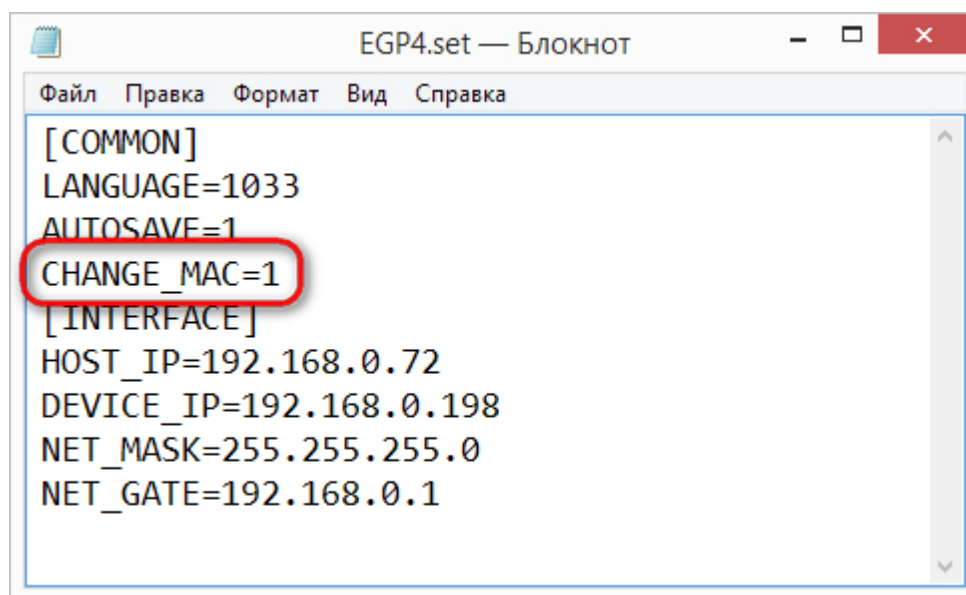 EGP4.set — Блокнот
Файл Правка Формат Вид Справка
[COMMON]
LANGUAGE=1033
AUTOSAVE=1
CHANGE_MAC=1
[INTERFACE]
HOST_IP=192.168.0.72
DEVICE_IP=192.168.0.198
NET_MASK=255.255.255.0
NET_GATE=192.168.0.1